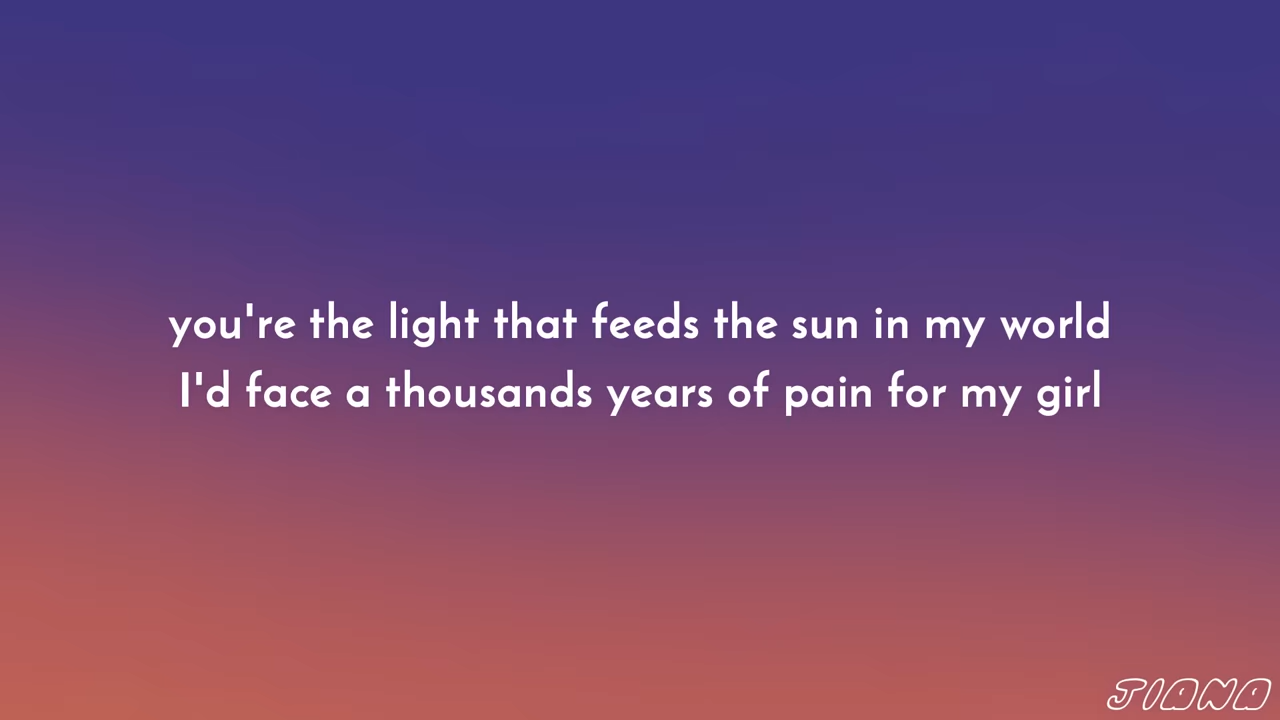 you're the light that feeds the sun in my world
I'd face a thousands years of pain for my girl
JIANA